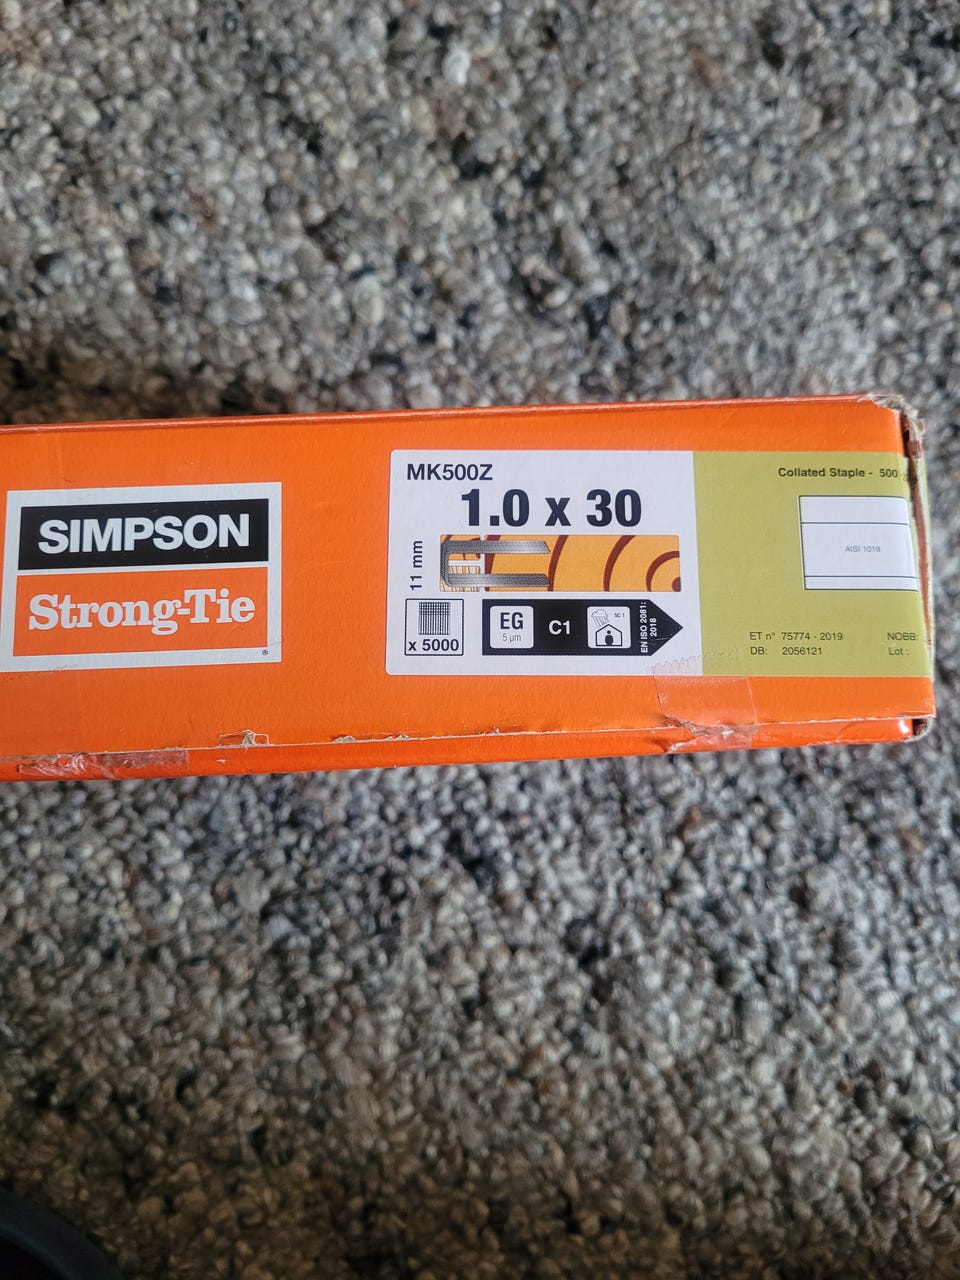 SIMPSON
Strong-Tie
®
MK500Z
1.0 x 30
11 mm
x 5000
EG
5 µm
C1
SC 1
EN ISO 2081:
2018
Collated Staple - 500
AISI 1018
ET n° 75774 - 2019
DB: 2056121
NOBB:
Lot :